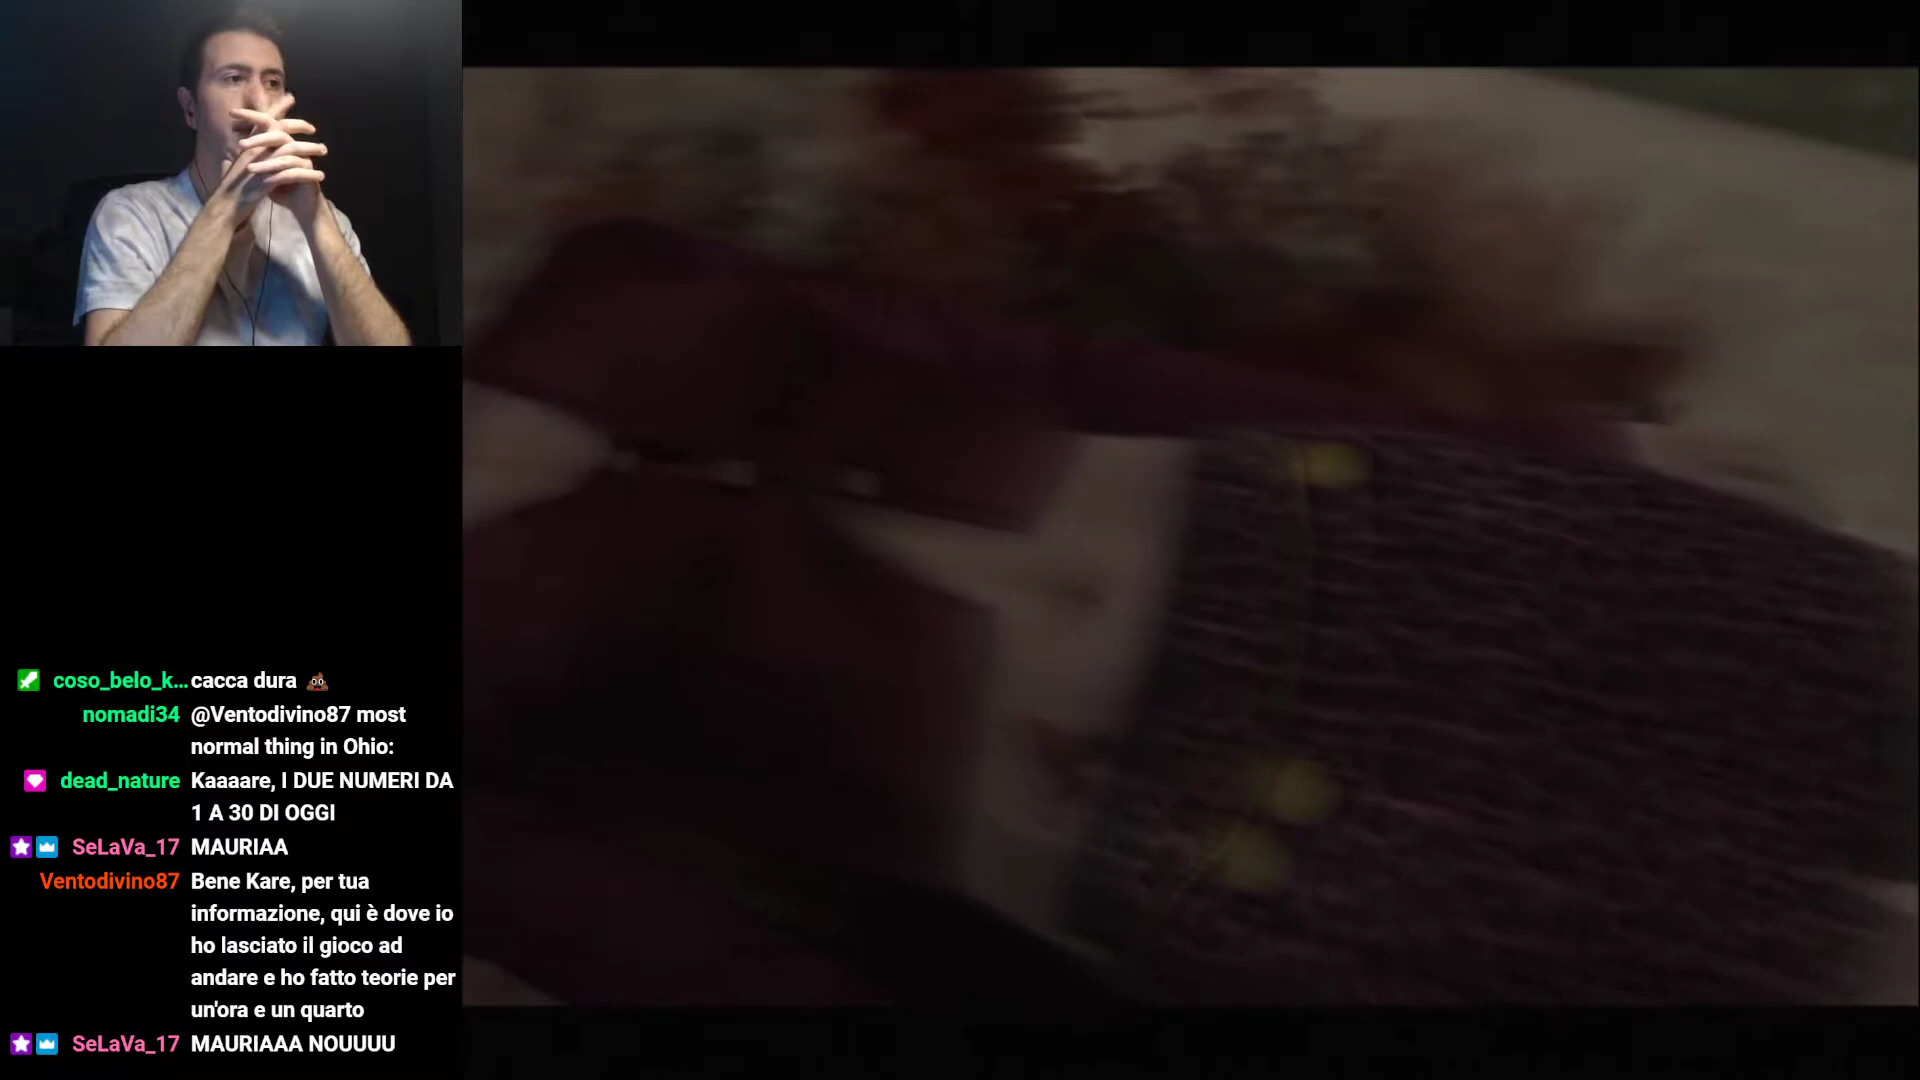 coso_belo_k... cacca dura 💩
nomadi34 @Ventodivino87 most
normal thing in Ohio:
dead_nature Kaaaare, I DUE NUMERI DA
1 A 30 DI OGGI
SeLaVa_17 MAURIAA
Ventodivino87 Bene Kare, per tua
informazione, qui è dove io
ho lasciato il gioco ad
andare e ho fatto teorie per
un'ora e un quarto
SeLaVa_17 MAURIAAA NOUUUU